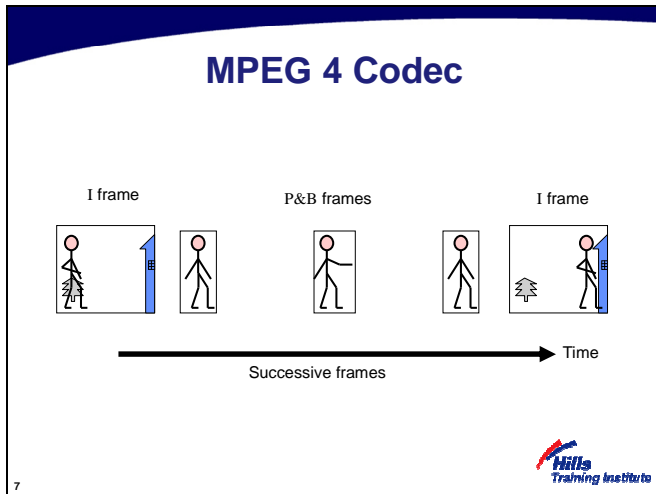 MPEG 4 Codec
I frame
P&B frames
I frame
Time
Successive frames
Hills
Training Institute
7